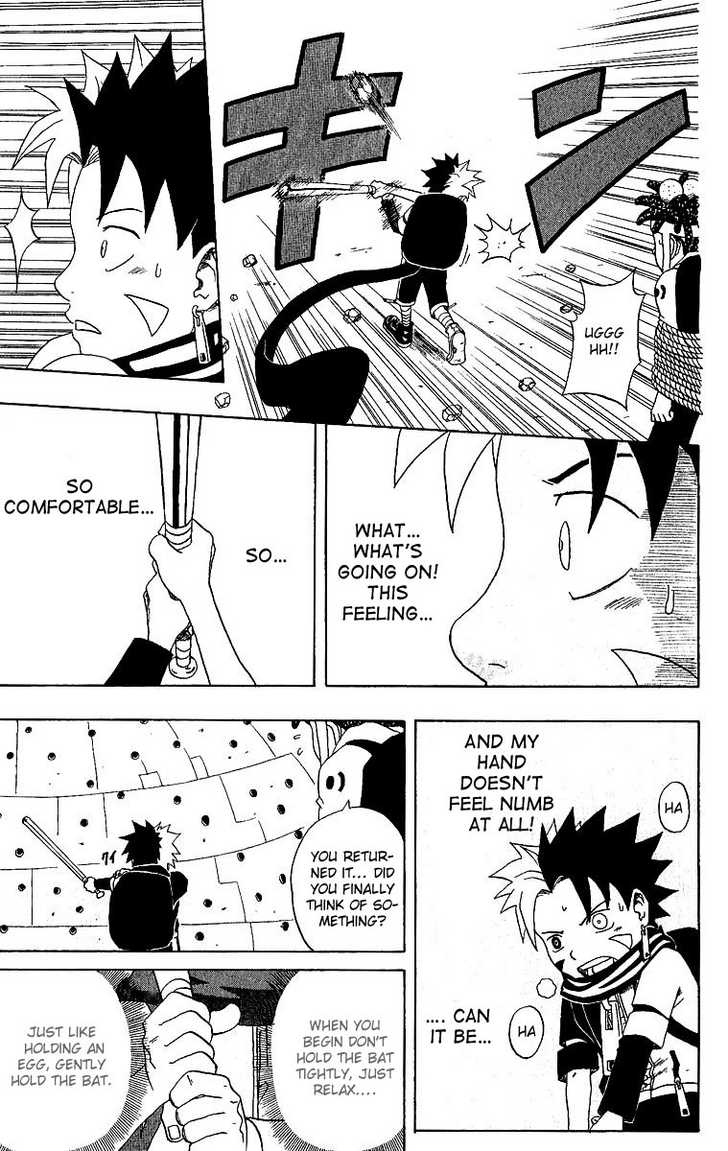 キン
UGGG
HH!!
WHAT...
WHAT'S
GOING ON!
THIS
FEELING...
SO...
SO
COMFORTABLE...
AND MY
HAND
DOESN'T
FEEL NUMB
AT ALL!
HA
HA
.... CAN
IT BE...
YOU RETUR-
NED IT... DID
YOU FINALLY
THINK OF SO-
METHING?
WHEN YOU
BEGIN DON'T
HOLD THE BAT
TIGHTLY, JUST
RELAX....
JUST LIKE
HOLDING AN
EGG, GENTLY
HOLD THE BAT.